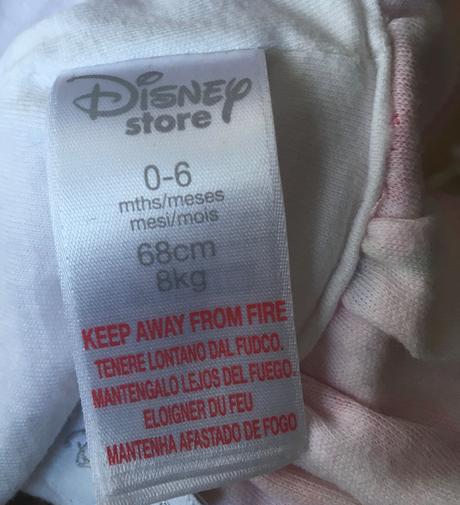 Disney
store
0-6
mths/meses
mesi/mois
68cm
8kg
KEEP AWAY FROM FIRE
TENERE LONTANO DAL FUDCO.
MANTENGALO LEJOS DEL FUEGO
ELOIGNER DU FEU
MANTENHA AFASTADO DE FOGO